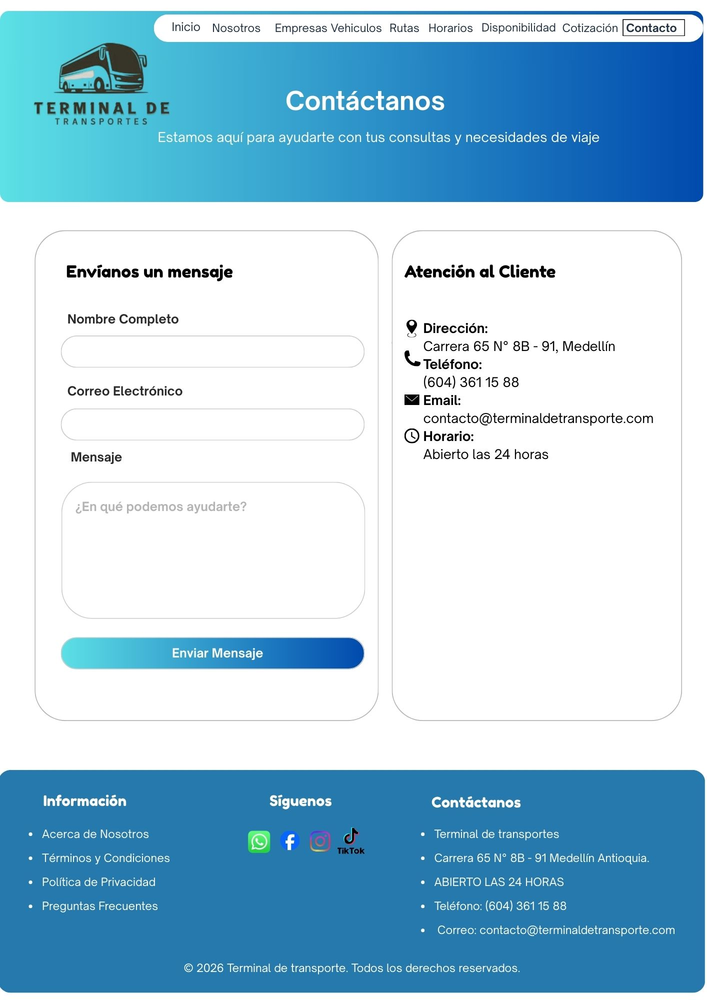 Inicio Nosotros Empresas Vehiculos Rutas Horarios Disponibilidad Cotización Contacto
TERMINAL DE
TRANSPORTES
Contáctanos
Estamos aquí para ayudarte con tus consultas y necesidades de viaje
Envíanos un mensaje
Nombre Completo
Correo Electrónico
Mensaje
¿En qué podemos ayudarte?
Enviar Mensaje
Atención al Cliente
Dirección:
Carrera 65 N° 8B - 91, Medellín
Teléfono:
(604) 361 15 88
Email:
contacto@terminaldetransporte.com
Horario:
Abierto las 24 horas
Información
• Acerca de Nosotros
• Términos y Condiciones
• Política de Privacidad
• Preguntas Frecuentes
Síguenos
TikTok
Contáctanos
• Terminal de transportes
• Carrera 65 N° 8B - 91 Medellín Antioquia.
• ABIERTO LAS 24 HORAS
• Teléfono: (604) 361 15 88
• Correo: contacto@terminaldetransporte.com
© 2026 Terminal de transporte. Todos los derechos reservados.